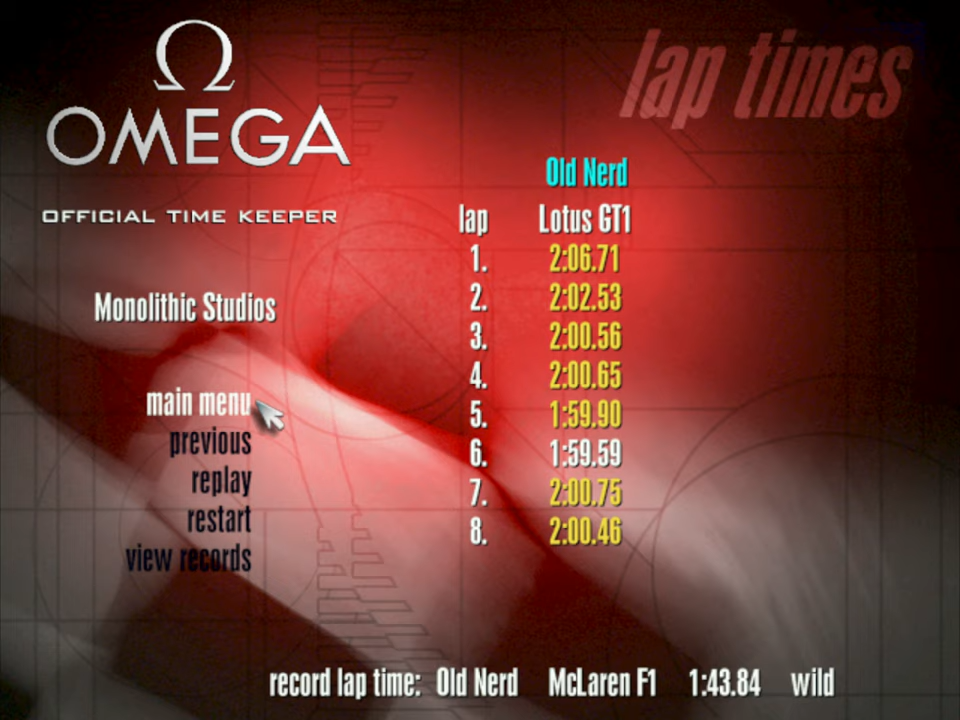 Ω
OMEGA
OFFICIAL TIME KEEPER
lap times
Monolithic Studios
main menu
previous
replay
restart
view records
Old Nerd
lap Lotus GT1
1. 2:06.71
2. 2:02.53
3. 2:00.56
4. 2:00.65
5. 1:59.90
6. 1:59.59
7. 2:00.75
8. 2:00.46
record lap time: Old Nerd McLaren F1 1:43.84 wild